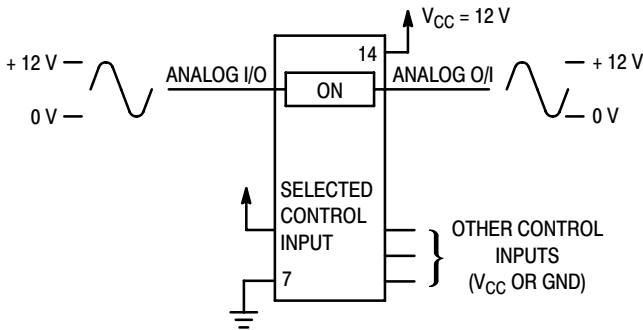 V_CC = 12 V
14
+ 12 V
ANALOG I/O
ANALOG O/I
+ 12 V
ON
0 V
0 V
SELECTED
CONTROL
INPUT
OTHER CONTROL
INPUTS
(V_CC OR GND)
7